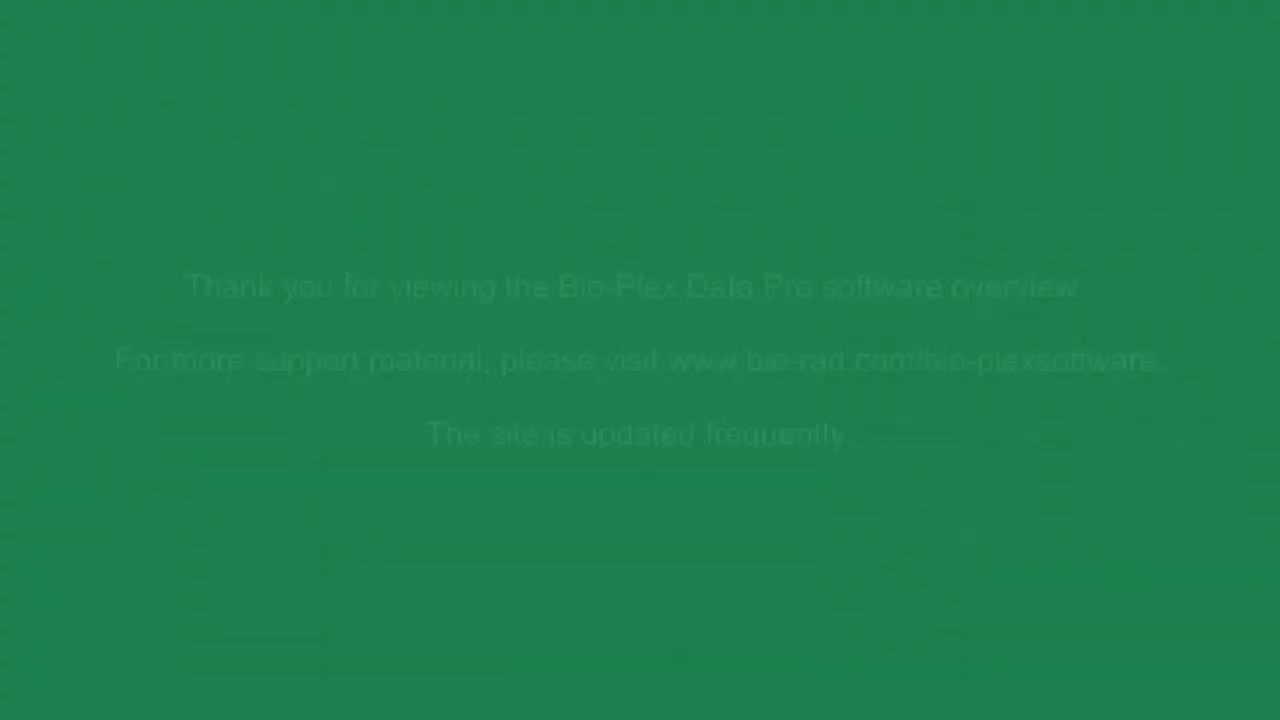 Thank you for viewing the Bio-Plex Data Pro software overview.
For more support material, please visit www.bio-rad.com/bio-plexsoftware.
The site is updated frequently.